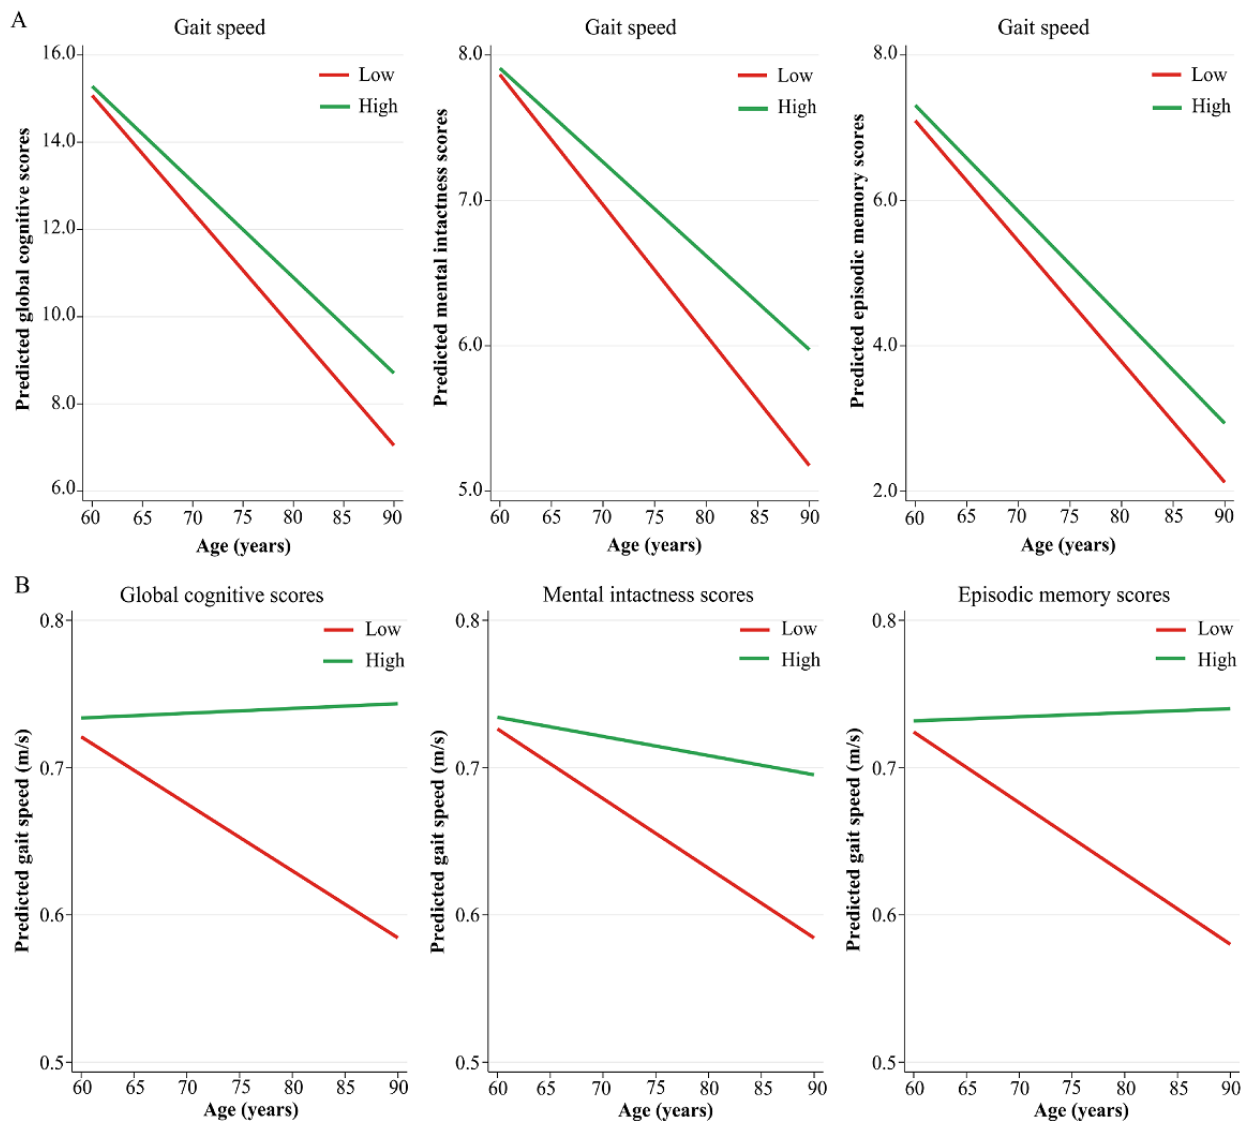 A
Gait speed
Predicted global cognitive scores
16.0
14.0
12.0
10.0
8.0
6.0
Low
High
60 65 70 75 80 85 90
Age (years)
Gait speed
Predicted mental intactness scores
8.0
7.0
6.0
5.0
Low
High
60 65 70 75 80 85 90
Age (years)
Gait speed
Predicted episodic memory scores
8.0
6.0
4.0
2.0
Low
High
60 65 70 75 80 85 90
Age (years)
B
Global cognitive scores
Predicted gait speed (m/s)
0.8
0.7
0.6
0.5
Low
High
60 65 70 75 80 85 90
Age (years)
Mental intactness scores
Predicted gait speed (m/s)
0.8
0.7
0.6
0.5
Low
High
60 65 70 75 80 85 90
Age (years)
Episodic memory scores
Predicted gait speed (m/s)
0.8
0.7
0.6
0.5
Low
High
60 65 70 75 80 85 90
Age (years)